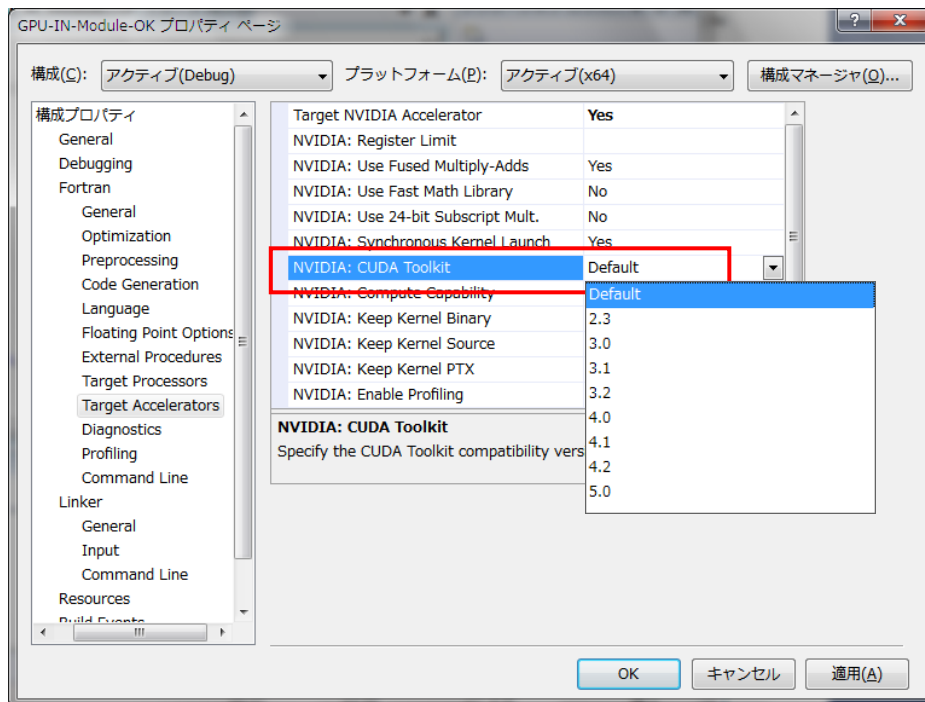 GPU-IN-Module-OK プロパティ ページ
構成(C): アクティブ(Debug) プラットフォーム(P): アクティブ(x64) 構成マネージャ(O)...
構成プロパティ
General
Debugging
Fortran
General
Optimization
Preprocessing
Code Generation
Language
Floating Point Options
External Procedures
Target Processors
Target Accelerators
Diagnostics
Profiling
Command Line
Linker
General
Input
Command Line
Resources
Build Events
Target NVIDIA Accelerator Yes
NVIDIA: Register Limit
NVIDIA: Use Fused Multiply-Adds Yes
NVIDIA: Use Fast Math Library No
NVIDIA: Use 24-bit Subscript Mult. No
NVIDIA: Synchronous Kernel Launch Yes
NVIDIA: CUDA Toolkit Default
NVIDIA: Compute Capability
NVIDIA: Keep Kernel Binary
NVIDIA: Keep Kernel Source
NVIDIA: Keep Kernel PTX
NVIDIA: Enable Profiling
Default
2.3
3.0
3.1
3.2
4.0
4.1
4.2
5.0
NVIDIA: CUDA Toolkit
Specify the CUDA Toolkit compatibility vers
OK キャンセル 適用(A)